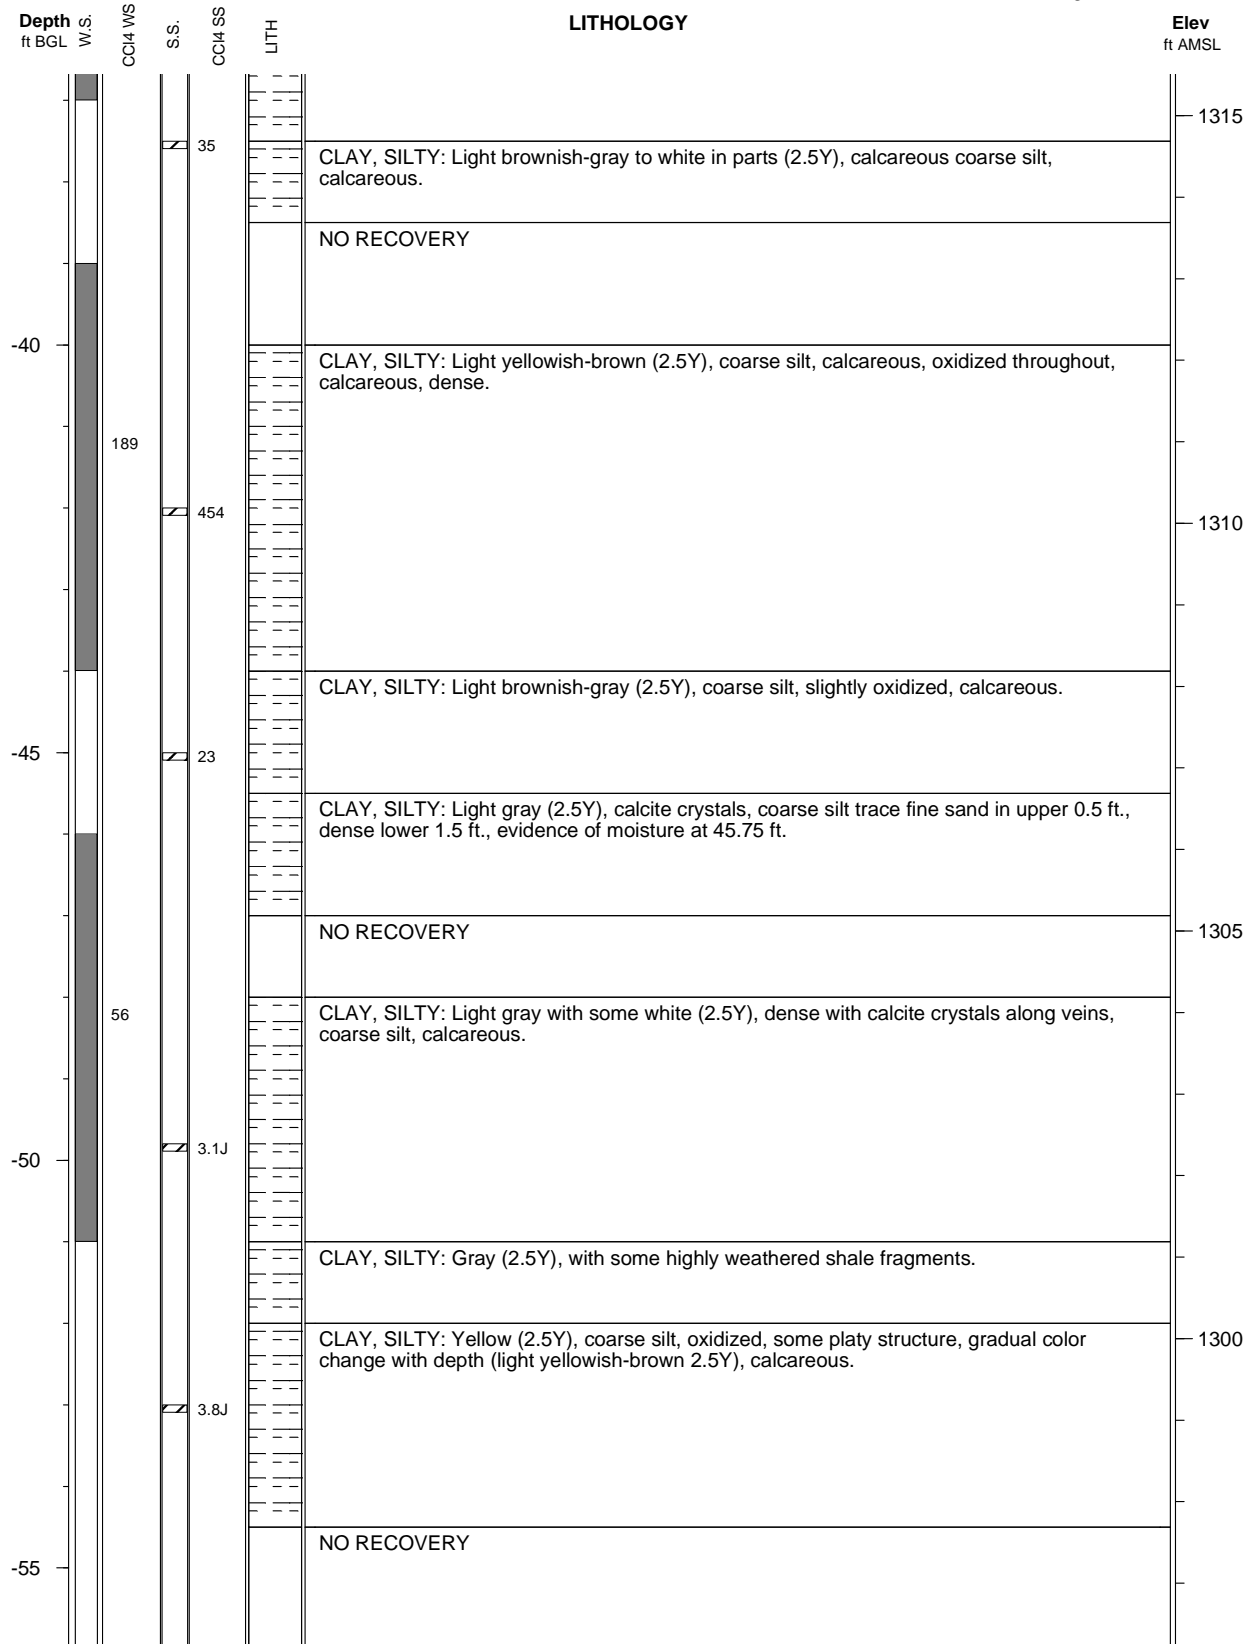 Depth W.S. CCl4 WS S.S. CCl4 SS LITH LITHOLOGY Elev
ft BGL ft AMSL
1315
35
CLAY, SILTY: Light brownish-gray to white in parts (2.5Y), calcareous coarse silt,
calcareous.
NO RECOVERY
-40
CLAY, SILTY: Light yellowish-brown (2.5Y), coarse silt, calcareous, oxidized throughout,
calcareous, dense.
189
454
1310
CLAY, SILTY: Light brownish-gray (2.5Y), coarse silt, slightly oxidized, calcareous.
-45
23
CLAY, SILTY: Light gray (2.5Y), calcite crystals, coarse silt trace fine sand in upper 0.5 ft.,
dense lower 1.5 ft., evidence of moisture at 45.75 ft.
NO RECOVERY
1305
56
CLAY, SILTY: Light gray with some white (2.5Y), dense with calcite crystals along veins,
coarse silt, calcareous.
3.1J
-50
CLAY, SILTY: Gray (2.5Y), with some highly weathered shale fragments.
CLAY, SILTY: Yellow (2.5Y), coarse silt, oxidized, some platy structure, gradual color
change with depth (light yellowish-brown 2.5Y), calcareous.
1300
3.8J
NO RECOVERY
-55